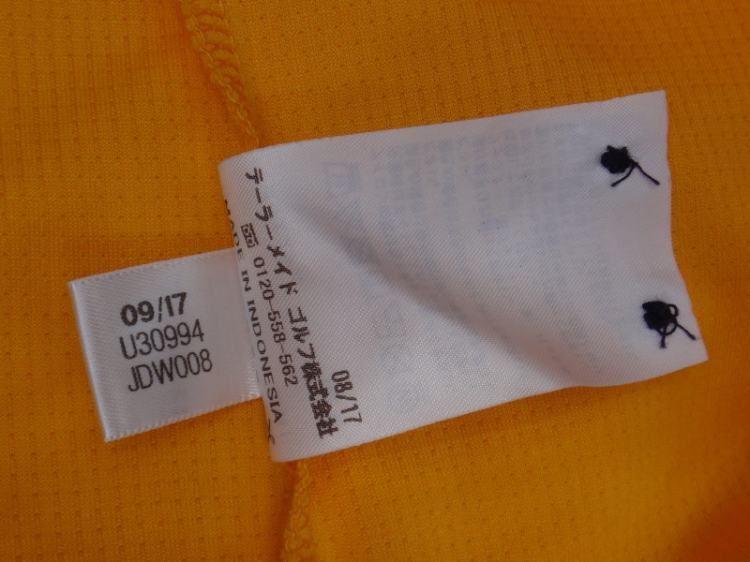 09/17
U30994
JDW008
テーラーメイド ゴルフ株式会社
0120-558-562
MADE IN INDONESIA
08/17